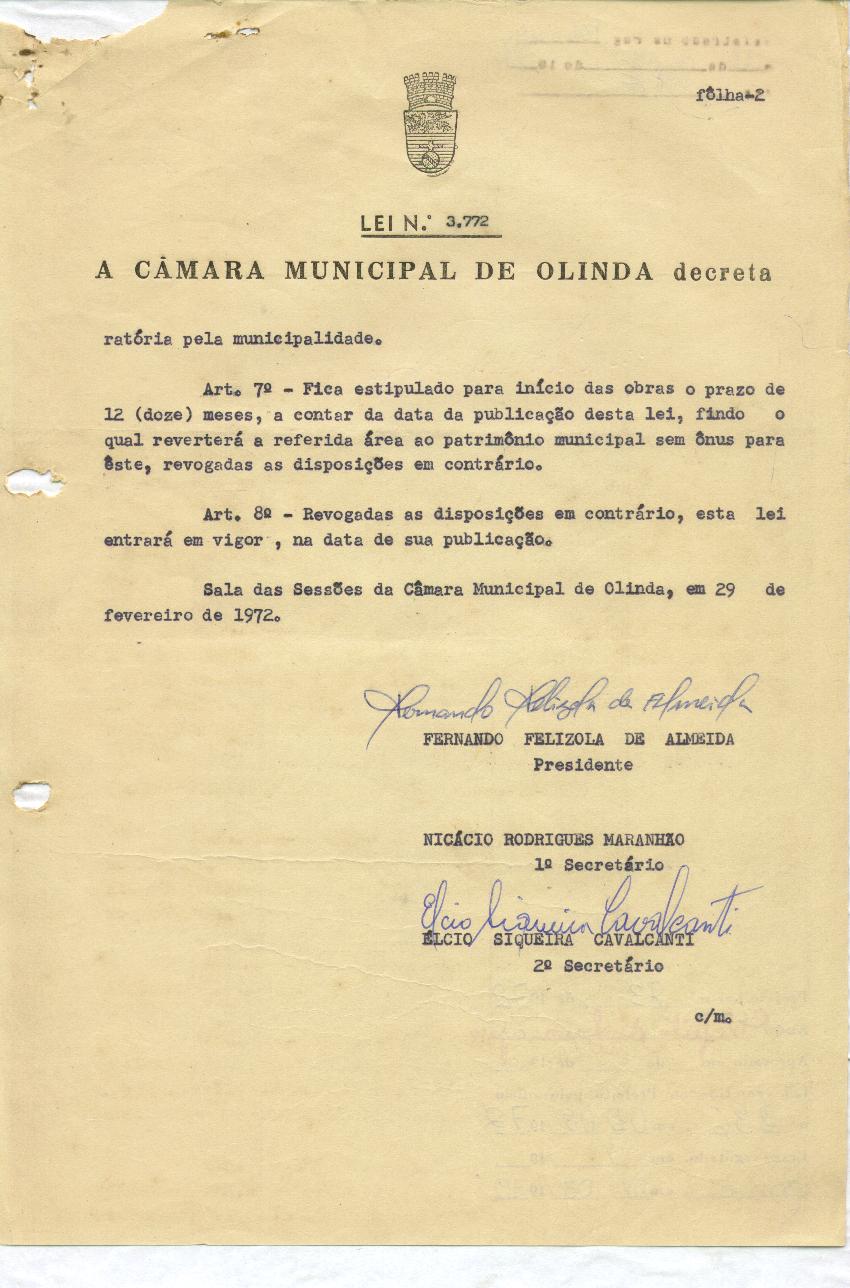 fôlha-2
LEI N.º 3.772
A CÂMARA MUNICIPAL DE OLINDA decreta
ratória pela municipalidade.
Art. 7º - Fica estipulado para início das obras o prazo de
12 (doze) meses, a contar da data da publicação desta lei, findo o
qual reverterá a referida área ao patrimônio municipal sem ônus para
êste, revogadas as disposições em contrário.
Art. 8º - Revogadas as disposições em contrário, esta lei
entrará em vigor , na data de sua publicação.
Sala das Sessões da Câmara Municipal de Olinda, em 29 de
fevereiro de 1972.
Fernando Felizola de Almeida
FERNANDO FELIZOLA DE ALMEIDA
Presidente
NICÁCIO RODRIGUES MARANHÃO
1º Secretário
Elcio Siqueira Cavalcanti
ÉLCIO SIQUEIRA CAVALCANTI
2º Secretário
c/m.